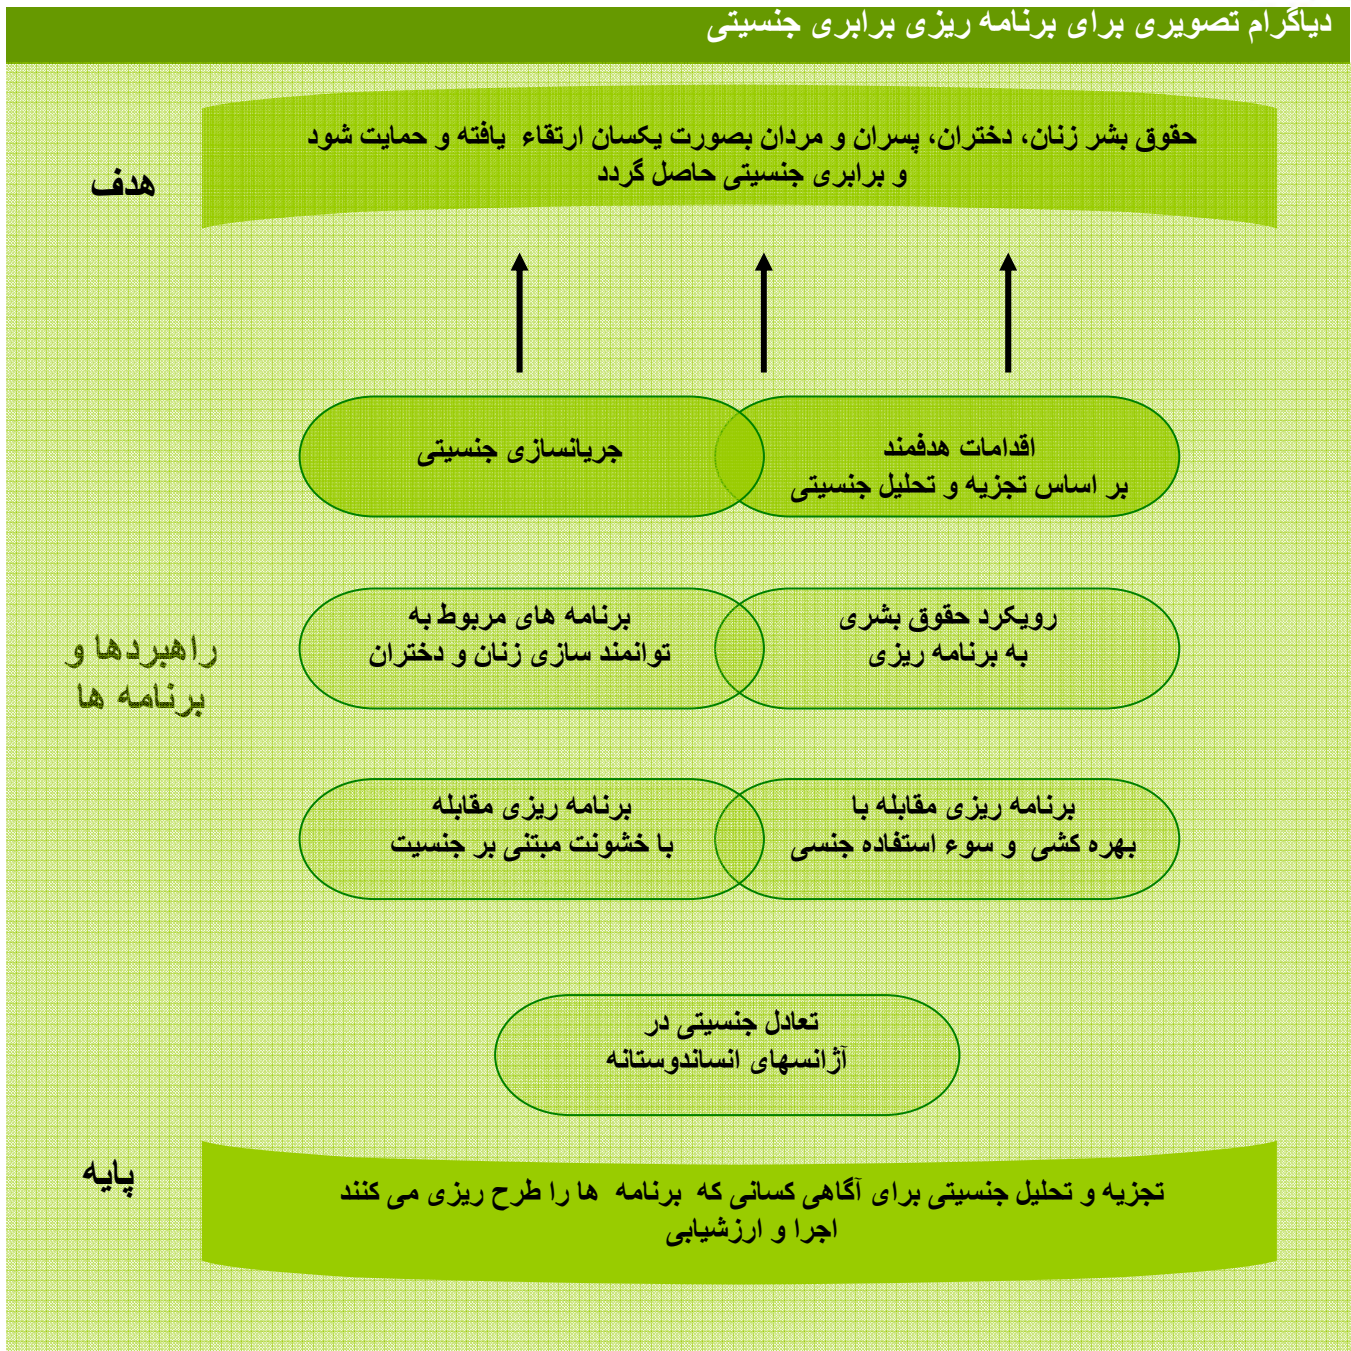 دیاگرام تصویری برای برنامه ریزی برابری جنسیتی
حقوق بشر زنان، دختران، پسران و مردان بصورت یکسان ارتقاء یافته و حمایت شود
و برابری جنسیتی حاصل گردد
هدف
اقدامات هدفمند
بر اساس تجزیه و تحلیل جنسیتی
جریانسازی جنسیتی
رویکرد حقوق بشری
به برنامه ریزی
برنامه های مربوط به
توانمند سازی زنان و دختران
راهبردها و
برنامه ها
برنامه ریزی مقابله با
بهره کشی و سوء استفاده جنسی
برنامه ریزی مقابله
با خشونت مبتنی بر جنسیت
تعادل جنسیتی در
آژانسهای انساندوستانه
پایه
تجزیه و تحلیل جنسیتی برای آگاهی کسانی که برنامه ها را طرح ریزی می کنند
اجرا و ارزشیابی